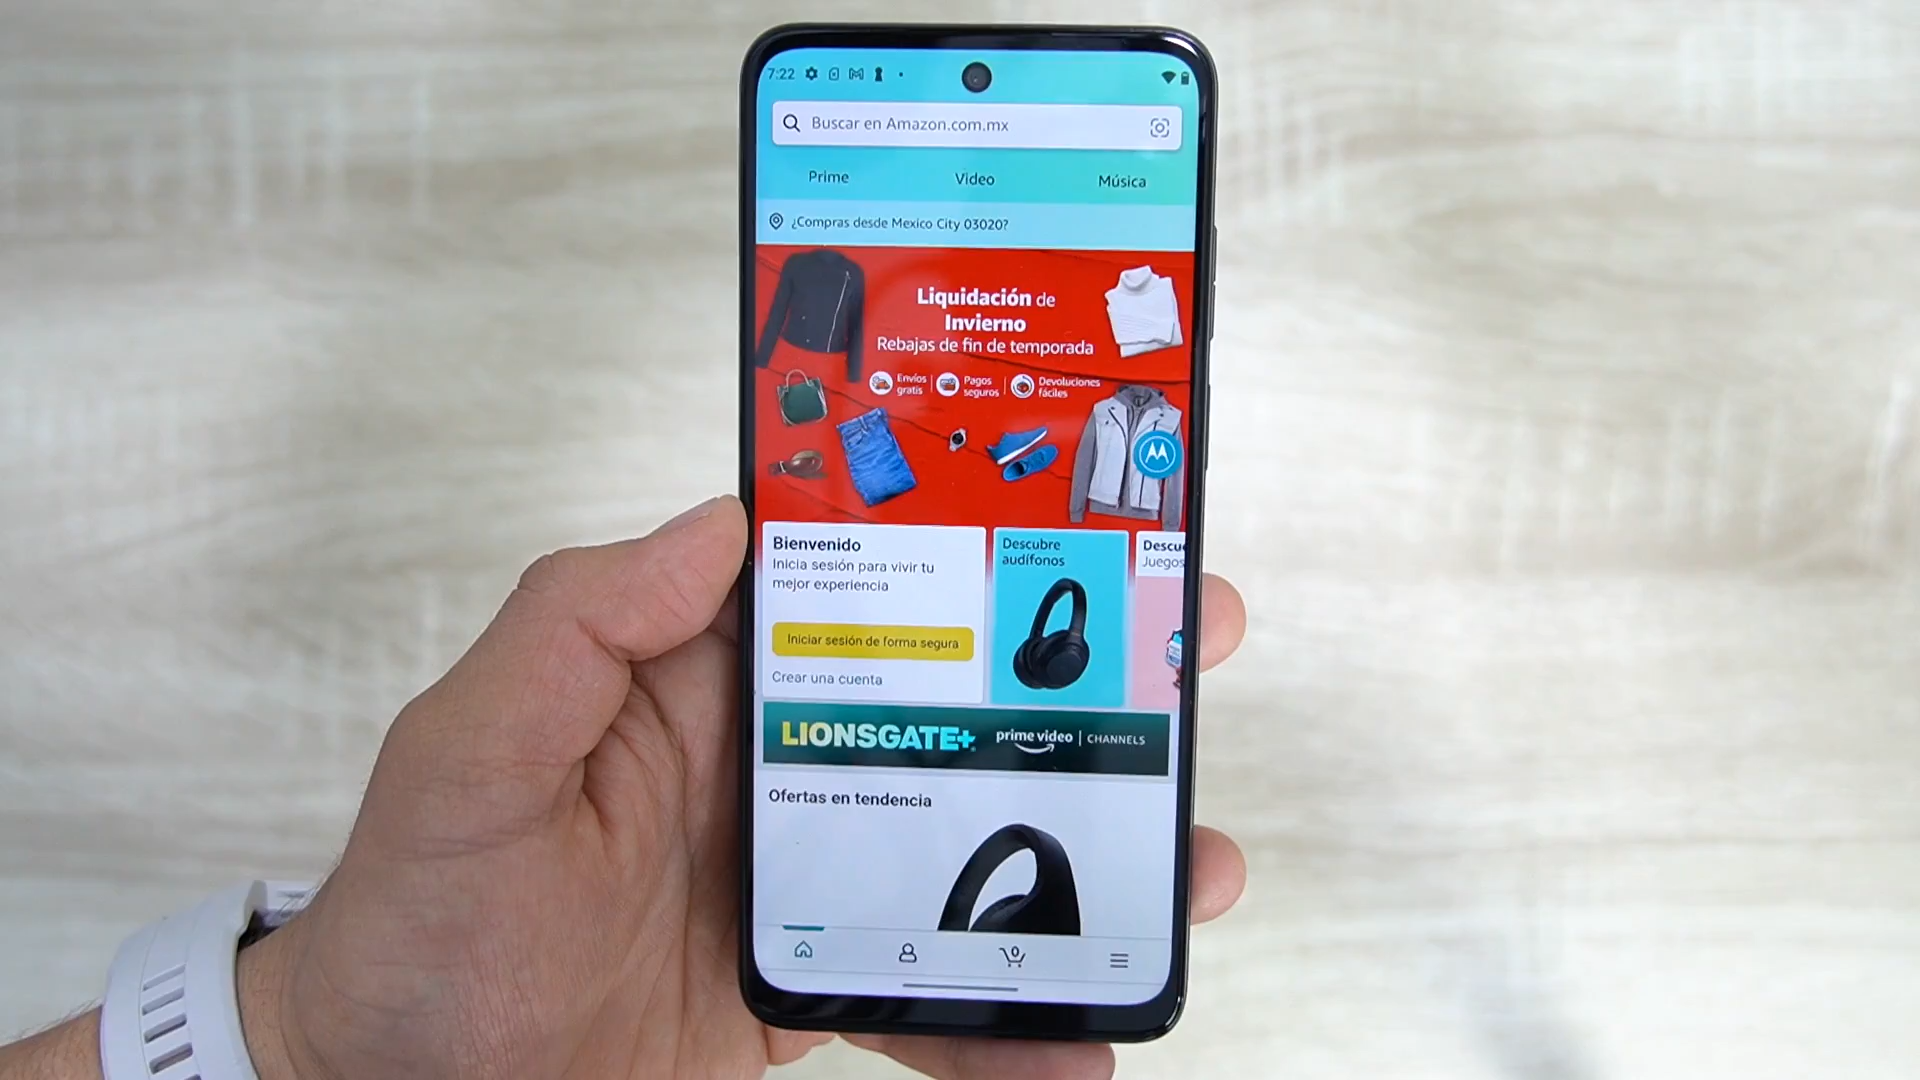 7:22
Buscar en Amazon.com.mx
Prime Video Música
¿Compras desde Mexico City 03020?
Liquidación de
Invierno
Rebajas de fin de temporada
Envíos gratis
Pagos seguros
Devoluciones fáciles
Bienvenido
Inicia sesión para vivir tu
mejor experiencia
Iniciar sesión de forma segura
Crear una cuenta
Descubre
audífonos
Descu
Juegos
LIONSGATE+ prime video | CHANNELS
Ofertas en tendencia
0